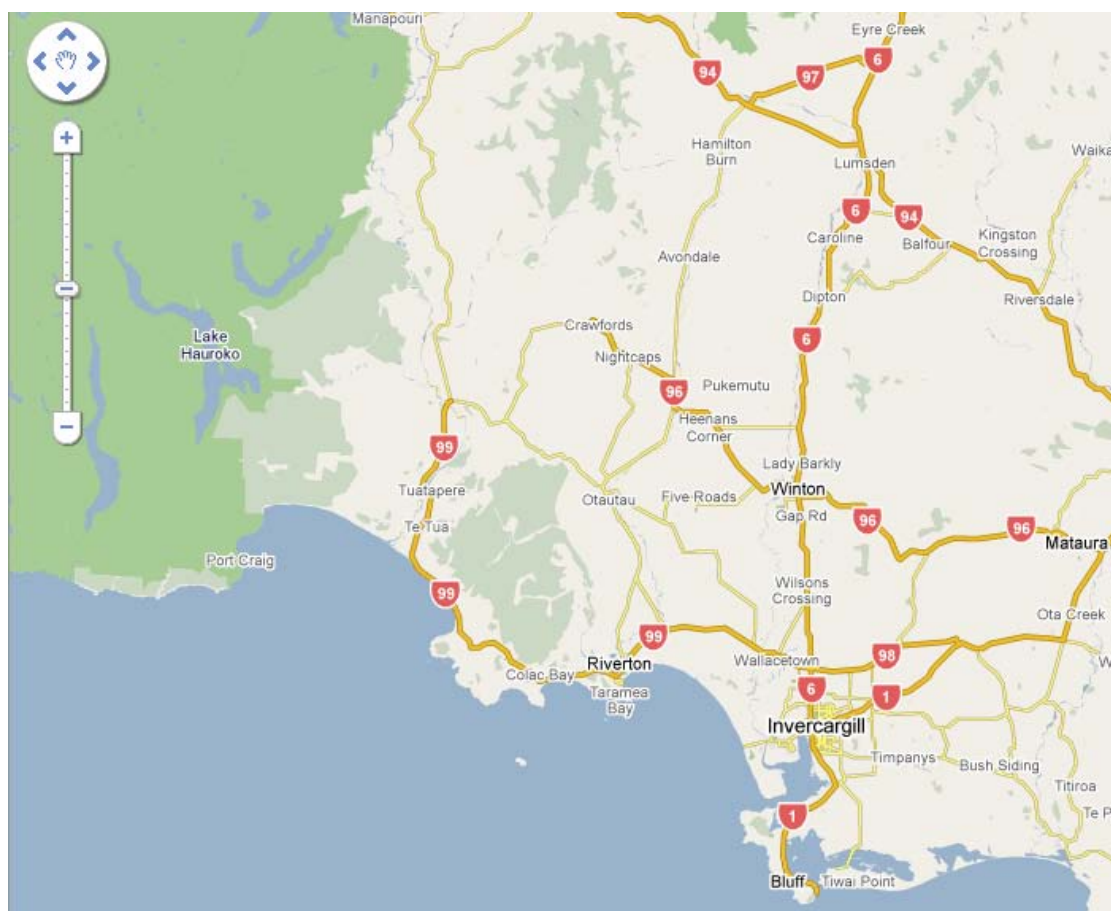 Manapouri
Eyre Creek
6
94
97
Hamilton
Burn
Lumsden
6
94
Caroline
Balfour
Kingston
Crossing
Avondale
Dipton
Riversdale
Lake
Hauroko
Crawfords
6
Nightcaps
96
Pukemutu
Heenans
Corner
99
Lady Barkly
Tuatapere
Winton
Otautau
Five Roads
Gap Rd
96
96
Te Tua
Mataura
Port Craig
99
Wilsons
Crossing
Ota Creek
99
Riverton
Wallacetown
98
Colac Bay
6
1
Taramea
Bay
Invercargill
Timpanys
Bush Siding
Titiroa
1
Bluff
Tiwai Point